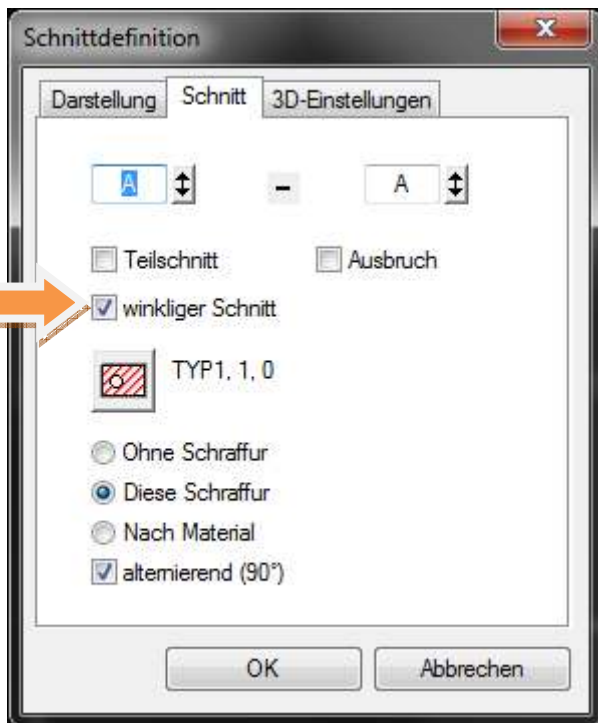 Schnittdefinition
Darstellung Schnitt 3D-Einstellungen
A - A
Teilschnitt Ausbruch
winkliger Schnitt
TYP1, 1, 0
Ohne Schraffur
Diese Schraffur
Nach Material
alternierend (90°)
OK Abbrechen